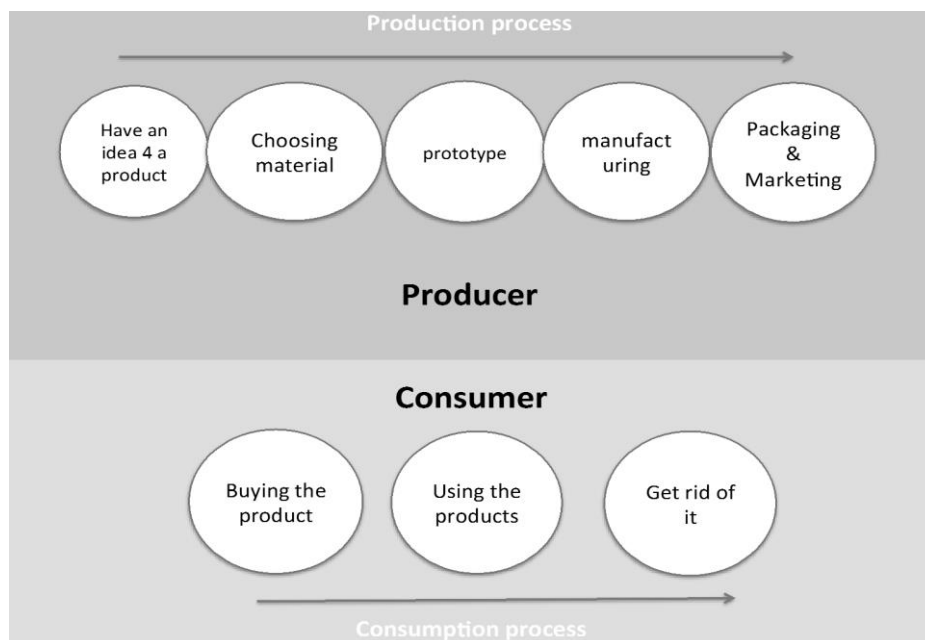 Production process
Have an
idea 4 a
product
Choosing
material
prototype
manufact
uring
Packaging
&
Marketing
Producer
Consumer
Buying the
product
Using the
products
Get rid of
it
Consumption process